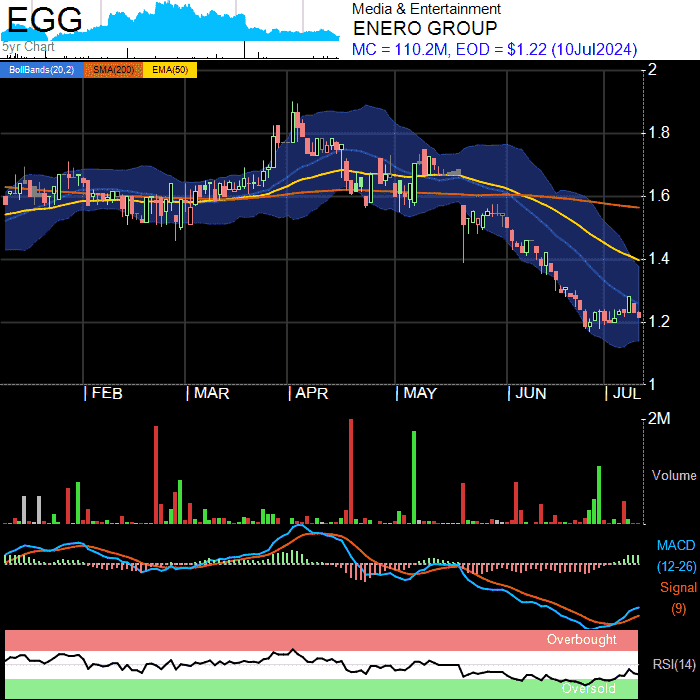 EGG
5yr Chart
Media & Entertainment
ENERO GROUP
MC = 110.2M, EOD = $1.22 (10Jul2024)
BollBands(20,2) SMA(200) EMA(50)
2
1.8
1.6
1.4
1.2
1
FEB MAR APR MAY JUN JUL
2M
Volume
MACD
(12-26)
Signal
(9)
Overbought
RSI(14)
Oversold